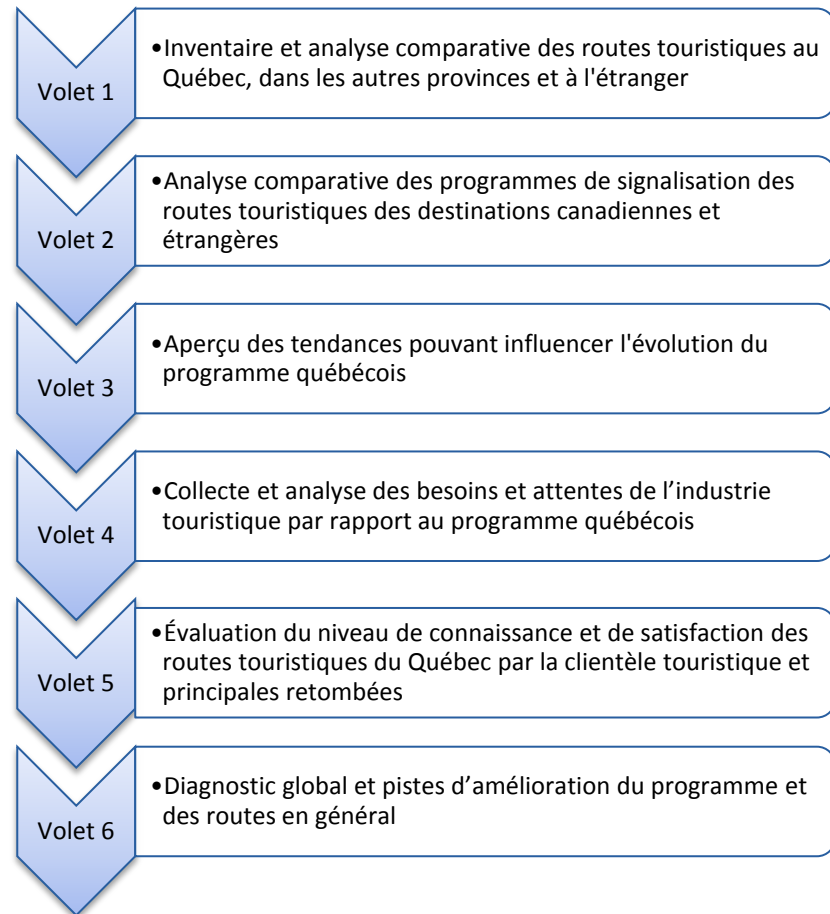 Volet 1
•Inventaire et analyse comparative des routes touristiques au
Québec, dans les autres provinces et à l'étranger
Volet 2
•Analyse comparative des programmes de signalisation des
routes touristiques des destinations canadiennes et
étrangères
Volet 3
•Aperçu des tendances pouvant influencer l'évolution du
programme québécois
Volet 4
•Collecte et analyse des besoins et attentes de l’industrie
touristique par rapport au programme québécois
Volet 5
•Évaluation du niveau de connaissance et de satisfaction des
routes touristiques du Québec par la clientèle touristique et
principales retombées
Volet 6
•Diagnostic global et pistes d’amélioration du programme et
des routes en général